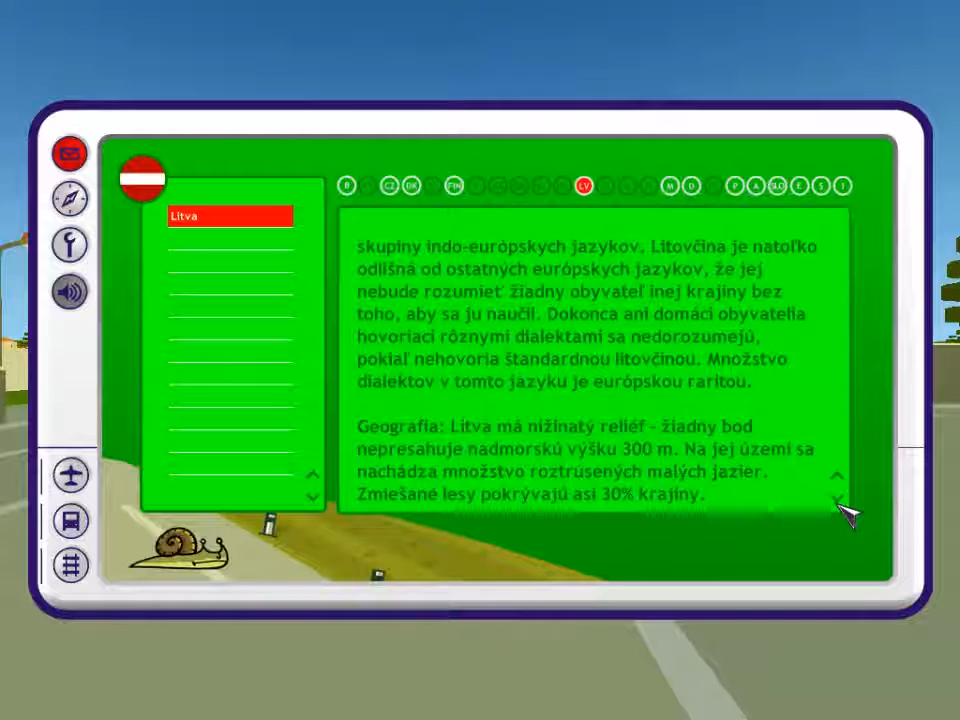 B CZ DK FIN LV M D P A SLO E S I
Litva
skupiny indo-európskych jazykov. Litovčina je natoľko
odlišná od ostatných európskych jazykov, že jej
nebude rozumieť žiadny obyvateľ inej krajiny bez
toho, aby sa ju naučil. Dokonca ani domáci obyvatelia
hovoriaci rôznymi dialektami sa nedorozumejú,
pokiaľ nehovoria štandardnou litovčinou. Množstvo
dialektov v tomto jazyku je európskou raritou.
Geografia: Litva má nížinatý reliéf - žiadny bod
nepresahuje nadmorskú výšku 300 m. Na jej území sa
nachádza množstvo roztrúsených malých jazier.
Zmiešané lesy pokrývajú asi 30% krajiny.